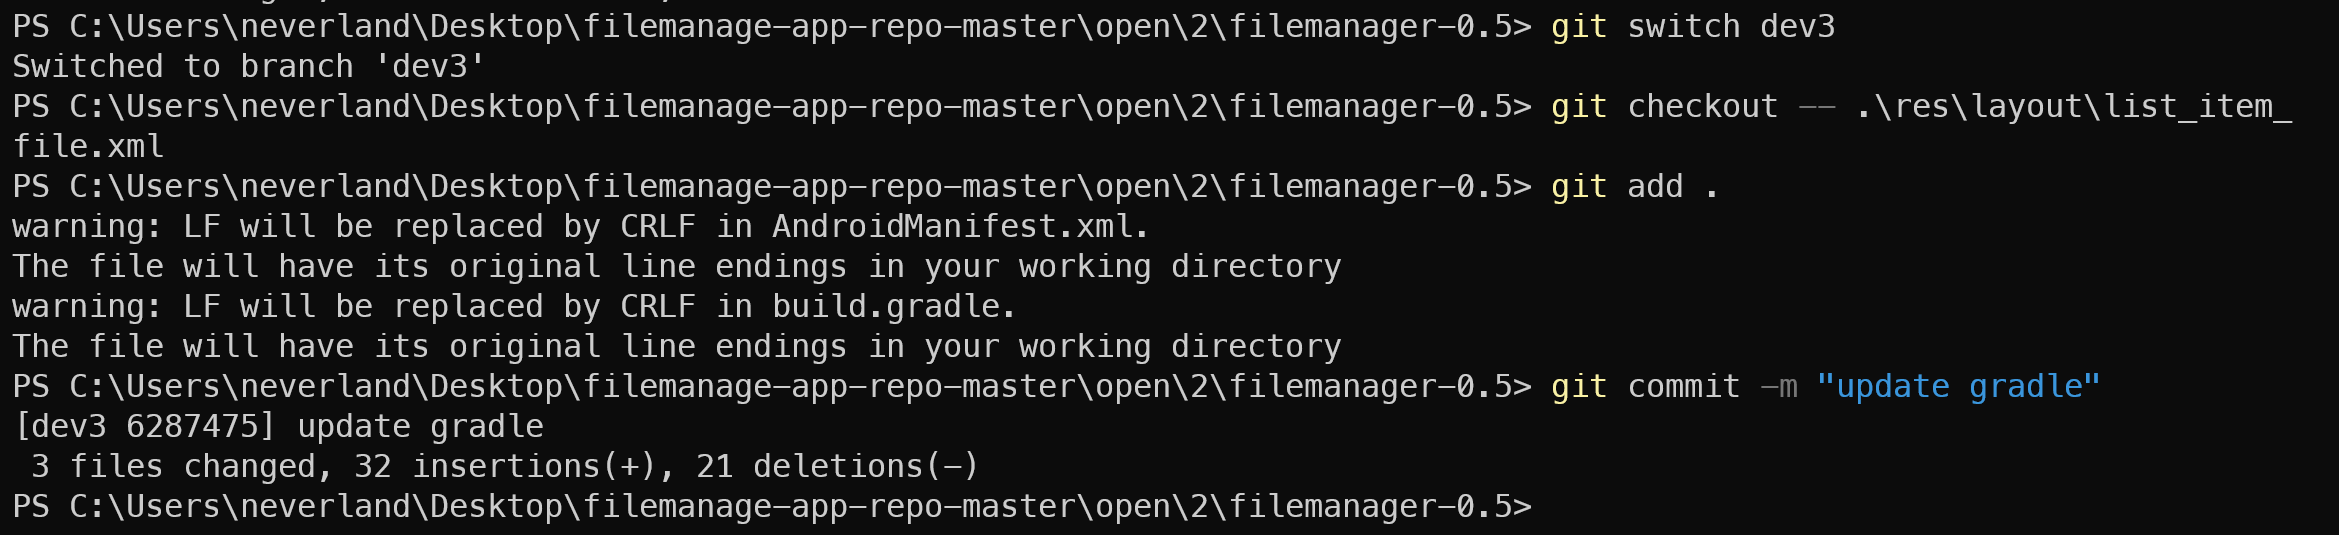 PS C:\Users\neverland\Desktop\filemanage-app-repo-master\open\2\filemanager-0.5> git switch dev3
Switched to branch 'dev3'
PS C:\Users\neverland\Desktop\filemanage-app-repo-master\open\2\filemanager-0.5> git checkout -- .\res\layout\list_item_
file.xml
PS C:\Users\neverland\Desktop\filemanage-app-repo-master\open\2\filemanager-0.5> git add .
warning: LF will be replaced by CRLF in AndroidManifest.xml.
The file will have its original line endings in your working directory
warning: LF will be replaced by CRLF in build.gradle.
The file will have its original line endings in your working directory
PS C:\Users\neverland\Desktop\filemanage-app-repo-master\open\2\filemanager-0.5> git commit -m "update gradle"
[dev3 6287475] update gradle
 3 files changed, 32 insertions(+), 21 deletions(-)
PS C:\Users\neverland\Desktop\filemanage-app-repo-master\open\2\filemanager-0.5>